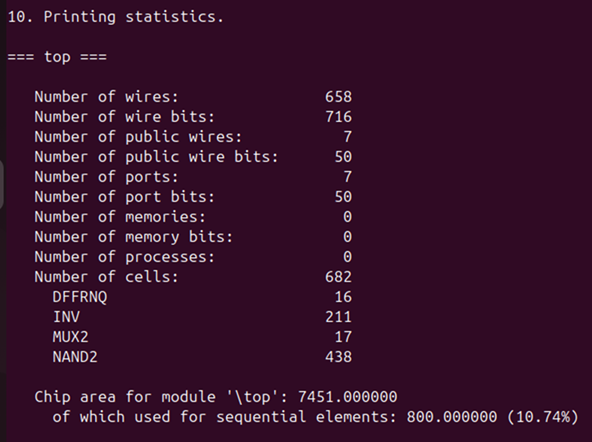 10. Printing statistics.
=== top ===
Number of wires: 658
Number of wire bits: 716
Number of public wires: 7
Number of public wire bits: 50
Number of ports: 7
Number of port bits: 50
Number of memories: 0
Number of memory bits: 0
Number of processes: 0
Number of cells: 682
DFFRNQ 16
INV 211
MUX2 17
NAND2 438
Chip area for module '\top': 7451.000000
of which used for sequential elements: 800.000000 (10.74%)